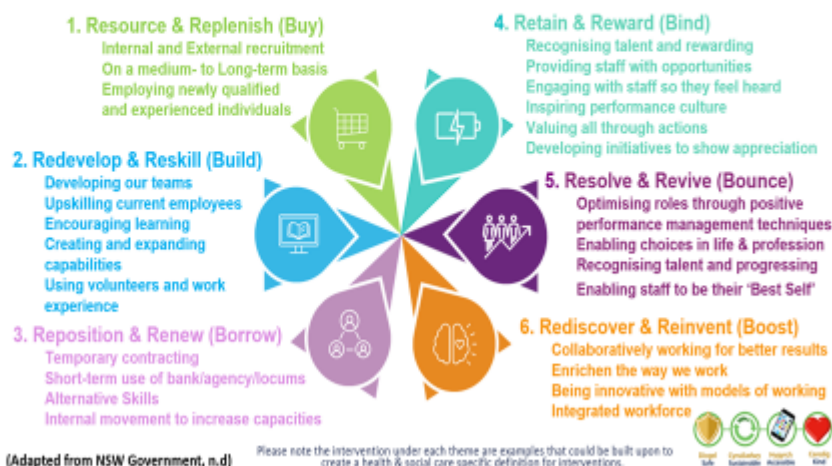 1. Resource & Replenish (Buy)
Internal and External recruitment
On a medium- to Long-term basis
Employing newly qualified
and experienced individuals
2. Redevelop & Reskill (Build)
Developing our teams
Upskilling current employees
Encouraging learning
Creating and expanding
capabilities
Using volunteers and work
experience
3. Reposition & Renew (Borrow)
Temporary contracting
Short-term use of bank/agency/locums
Alternative Skills
Internal movement to increase capacities
4. Retain & Reward (Bind)
Recognising talent and rewarding
Providing staff with opportunities
Engaging with staff so they feel heard
Inspiring performance culture
Valuing all through actions
Developing initiatives to show appreciation
5. Resolve & Revive (Bounce)
Optimising roles through positive
performance management techniques
Enabling choices in life & profession
Recognising talent and progressing
Enabling staff to be their 'Best Self'
6. Rediscover & Reinvent (Boost)
Collaboratively working for better results
Enrichen the way we work
Being innovative with models of working
Integrated workforce
(Adapted from NSW Government, n.d)
Please note the intervention under each theme are examples that could be built upon to
create a health & social care specific definition for interventions.